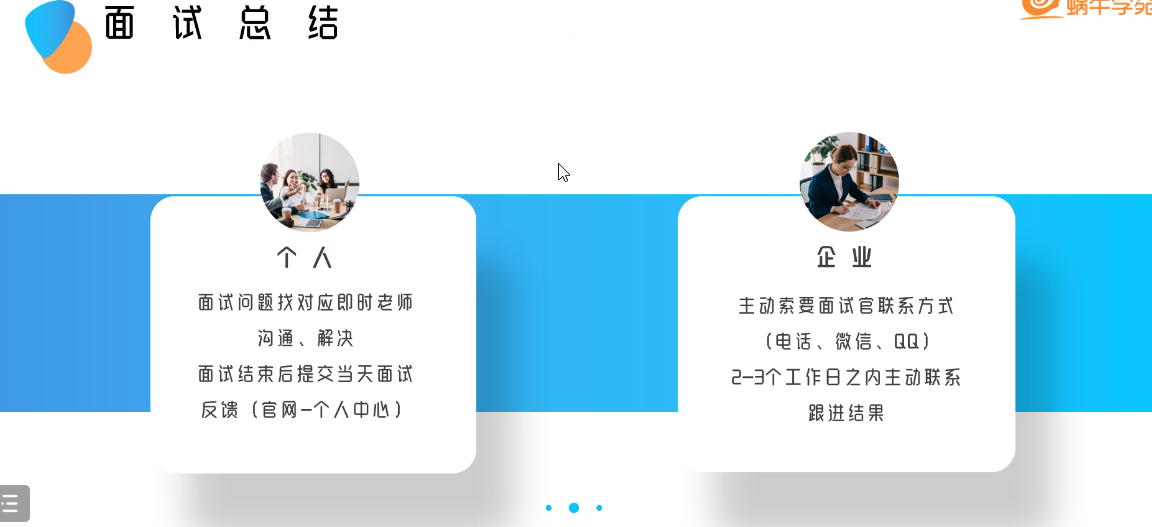 面试总结
蜗牛学苑
个人
面试问题找对应即时老师
沟通、解决
面试结束后提交当天面试
反馈（官网-个人中心）
企业
主动索要面试官联系方式
（电话、微信、QQ）
2-3个工作日之内主动联系
跟进结果